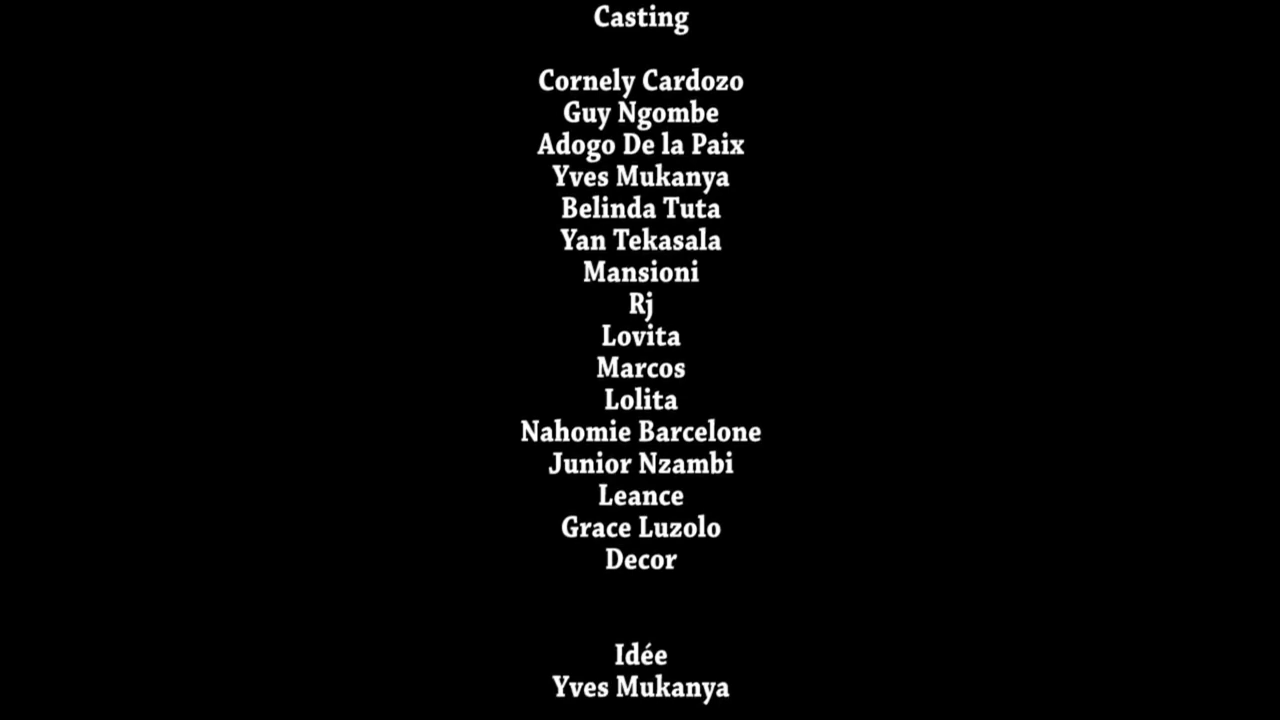 Casting
Cornely Cardozo
Guy Ngombe
Adogo De la Paix
Yves Mukanya
Belinda Tuta
Yan Tekasala
Mansioni
Rj
Lovita
Marcos
Lolita
Nahomie Barcelone
Junior Nzambi
Leance
Grace Luzolo
Decor
Idée
Yves Mukanya